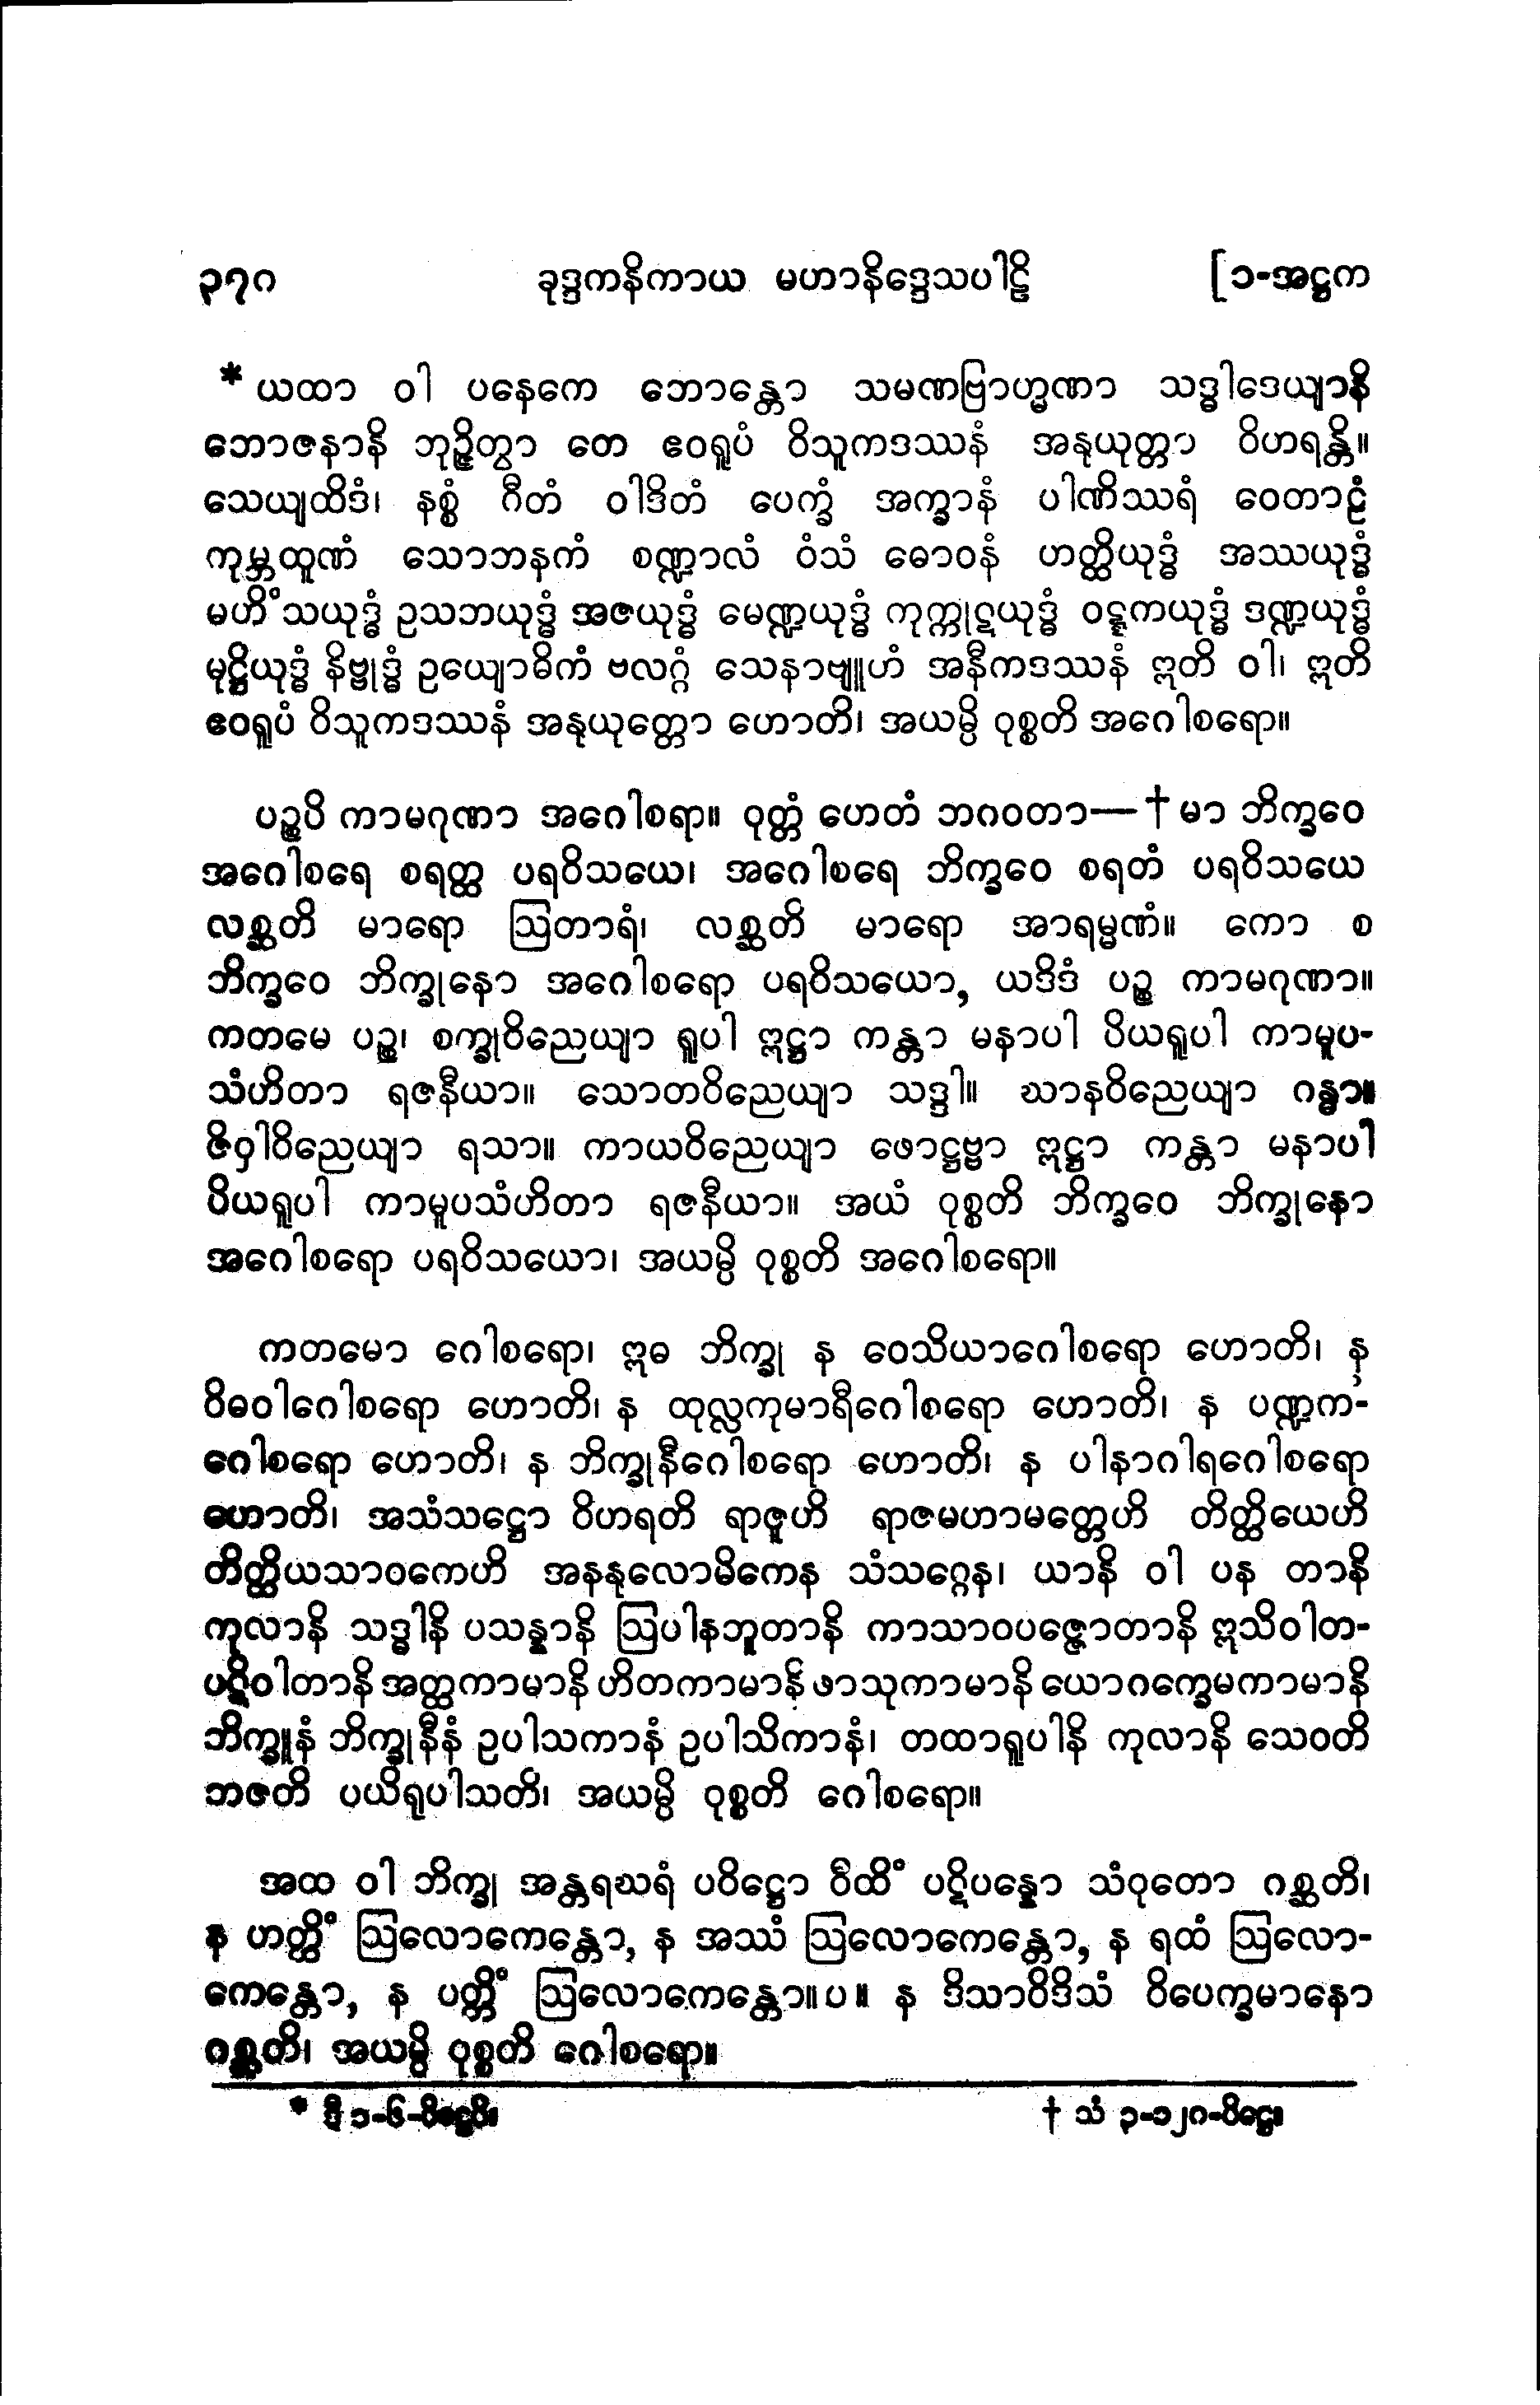 ၃၇၀ ခုဒ္ဒကနိကာယ မဟာနိဒ္ဒေသပါဠိ [၁-အဋ္ဌက
* ယထာ ဝါ ပနေကေ ဘောန္တော သမဏဗြာဟ္မဏာ သဒ္ဓါဒေယျာနိ
ဘောဇနာနိ ဘုဉ္ဇိတွာ တေ ဧဝရူပံ ဝိသူကဒဿနံ အနုယုတ္တာ ဝိဟရန္တိ။
သေယျထိဒံ၊ နစ္စံ ဂီတံ ဝါဒိတံ ပေက္ခံ အက္ခာနံ ပါဏိဿရံ ဝေတာဠံ
ကုမ္ဘထူဏံ သောဘနကံ စဏ္ဍာလံ ဝံသံ ဓောဝနံ ဟတ္ထိယုဒ္ဓံ အဿယုဒ္ဓံ
မဟိံသယုဒ္ဓံ ဥသဘယုဒ္ဓံ အဇယုဒ္ဓံ မေဏ္ဍယုဒ္ဓံ ကုက္ကုဋယုဒ္ဓံ ဝဋ္ဋကယုဒ္ဓံ ဒဏ္ဍယုဒ္ဓံ
မုဋ္ဌိယုဒ္ဓံ နိဗ္ဗုဒ္ဓံ ဥယျောဓိကံ ဗလဂ္ဂံ သေနာဗျူဟံ အနီကဒဿနံ ဣတိ ဝါ၊ ဣတိ
ဧဝရူပံ ဝိသူကဒဿနံ အနုယုတ္တော ဟောတိ၊ အယမ္ပိ ဝုစ္စတိ အဂေါစရော။
ပဉ္စပိ ကာမဂုဏာ အဂေါစရာ။ ဝုတ္တံ ဟေတံ ဘဂဝတာ—† မာ ဘိက္ခဝေ
အဂေါစရေ စရတ္ထ ပရဝိသယေ၊ အဂေါစရေ ဘိက္ခဝေ စရတံ ပရဝိသယေ
လစ္ဆတိ မာရော ဩတာရံ၊ လစ္ဆတိ မာရော အာရမ္မဏံ။ ကော စ
ဘိက္ခဝေ ဘိက္ခုနော အဂေါစရော ပရဝိသယော, ယဒိဒံ ပဉ္စ ကာမဂုဏာ။
ကတမေ ပဉ္စ၊ စက္ခုဝိညေယျာ ရူပါ ဣဋ္ဌာ ကန္တာ မနာပါ ပိယရူပါ ကာမူပ-
သံဟိတာ ရဇနီယာ။ သောတဝိညေယျာ သဒ္ဒါ။ ဃာနဝိညေယျာ ဂန္ဓာ။
ဇိဝှါဝိညေယျာ ရသာ။ ကာယဝိညေယျာ ဖောဋ္ဌဗ္ဗာ ဣဋ္ဌာ ကန္တာ မနာပါ
ပိယရူပါ ကာမူပသံဟိတာ ရဇနီယာ။ အယံ ဝုစ္စတိ ဘိက္ခဝေ ဘိက္ခုနော
အဂေါစရော ပရဝိသယော၊ အယမ္ပိ ဝုစ္စတိ အဂေါစရော။
ကတမော ဂေါစရော၊ ဣဓ ဘိက္ခု န ဝေသိယာဂေါစရော ဟောတိ၊ န
ဝိဓဝါဂေါစရော ဟောတိ၊ န ထုလ္လကုမာရီဂေါစရော ဟောတိ၊ န ပဏ္ဍက-
ဂေါစရော ဟောတိ၊ န ဘိက္ခုနီဂေါစရော ဟောတိ၊ န ပါနာဂါရဂေါစရော
ဟောတိ၊ အသံသဋ္ဌော ဝိဟရတိ ရာဇူဟိ ရာဇမဟာမတ္တေဟိ တိတ္ထိယေဟိ
တိတ္ထိယသာဝကေဟိ အနနုလောမိကေန သံသဂ္ဂေန၊ ယာနိ ဝါ ပန တာနိ
ကုလာနိ သဒ္ဓါနိ ပသန္နာနိ ဩပါနဘူတာနိ ကာသာဝပဇ္ဇောတာနိ ဣသိဝါတ-
ပဋိဝါတာနိ အတ္ထကာမာနိ ဟိတကာမာနိ ဖာသုကာမာနိ ယောဂက္ခေမကာမာနိ
ဘိက္ခူနံ ဘိက္ခုနီနံ ဥပါသကာနံ ဥပါသိကာနံ၊ တထာရူပါနိ ကုလာနိ သေဝတိ
ဘဇတိ ပယိရုပါသတိ၊ အယမ္ပိ ဝုစ္စတိ ဂေါစရော။
အထ ဝါ ဘိက္ခု အန္တရဃရံ ပဝိဋ္ဌော ဝီထိံ ပဋိပန္နော သံဝုတော ဂစ္ဆတိ၊
န ဟတ္ထိံ ဩလောကေန္တော, န အဿံ ဩလောကေန္တော, န ရထံ ဩလော-
ကေန္တော, န ပတ္တိံ ဩလောကေန္တော။ပ။ န ဒိသာဝိဒိသံ ဝိပေက္ခမာနော
ဂစ္ဆတိ၊ အယမ္ပိ ဝုစ္စတိ ဂေါစရော။
* ဒီ ၁-၆-ပိဋ္ဌေပိ။ † သံ ၃-၁၂၈-ပိဋ္ဌေ။